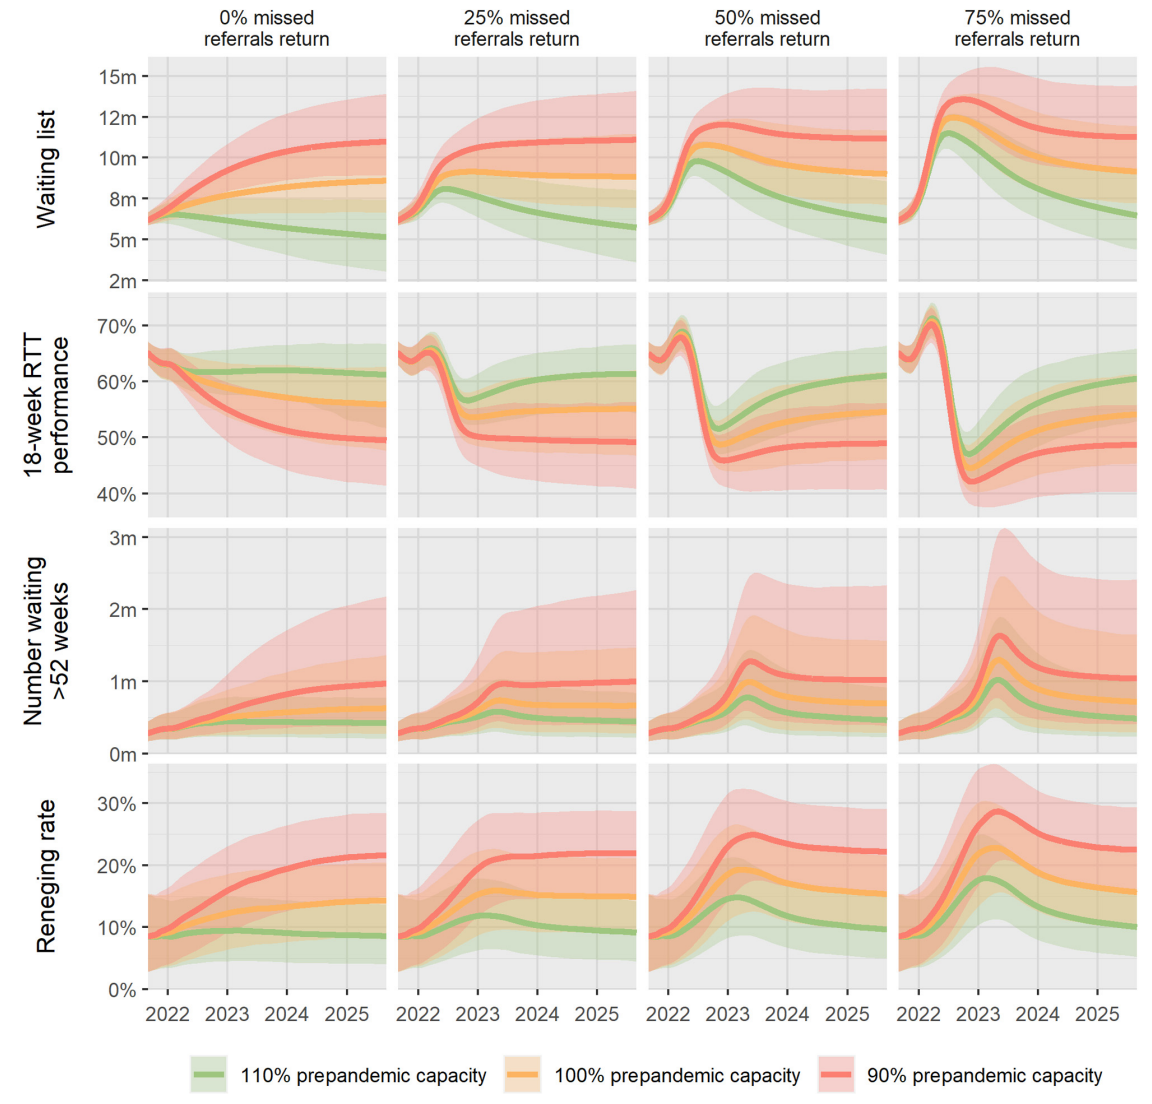 0% missed
referrals return
25% missed
referrals return
50% missed
referrals return
75% missed
referrals return
Waiting list
15m
12m
10m
8m
5m
2m
18-week RTT
performance
70%
60%
50%
40%
Number waiting
>52 weeks
3m
2m
1m
0m
Reneging rate
30%
20%
10%
0%
2022 2023 2024 2025
2022 2023 2024 2025
2022 2023 2024 2025
2022 2023 2024 2025
110% prepandemic capacity
100% prepandemic capacity
90% prepandemic capacity